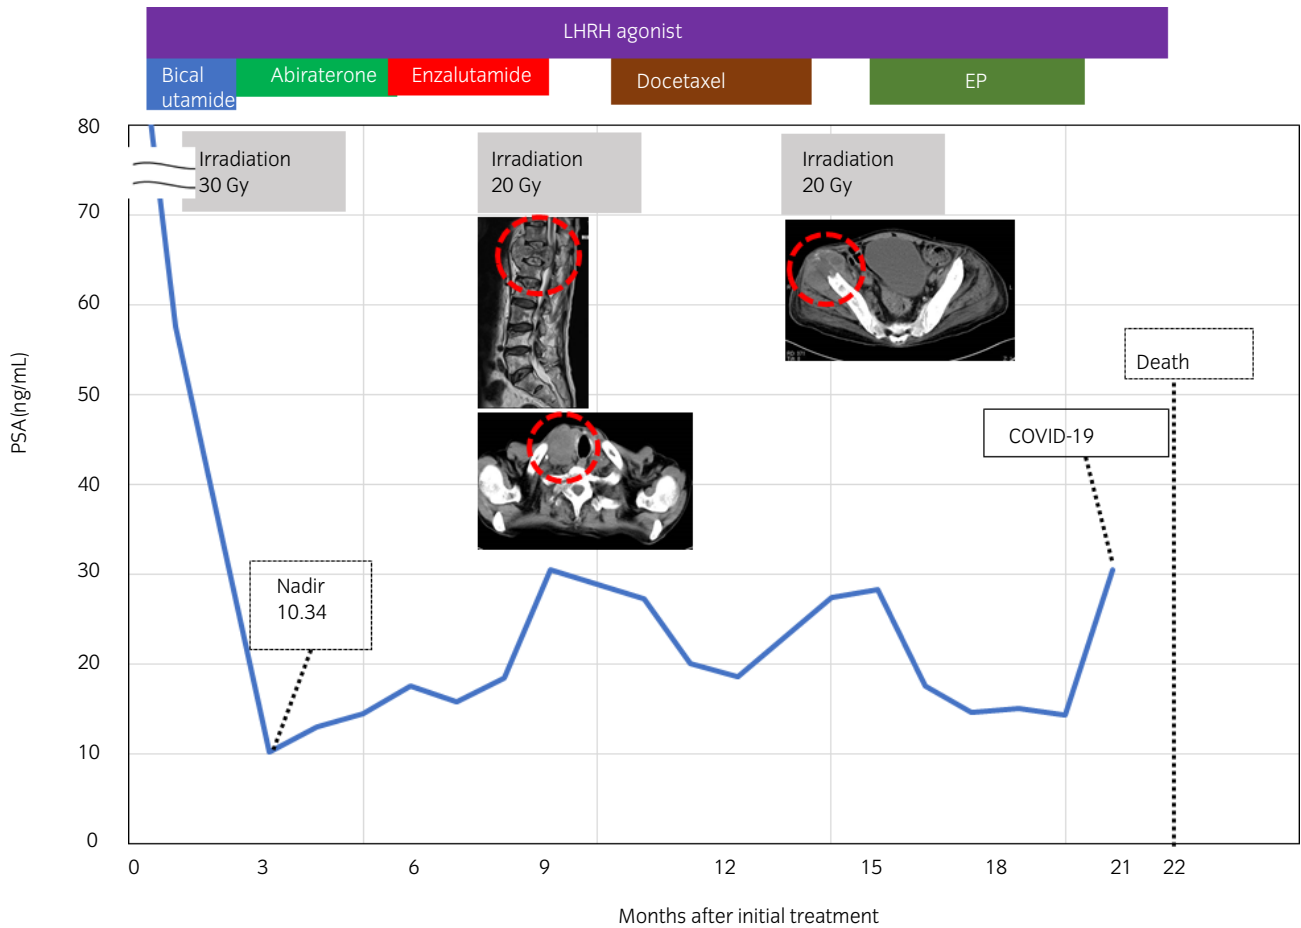 LHRH agonist
Bical
utamide
Abiraterone
Enzalutamide
Docetaxel
EP
80
70
60
50
40
30
20
10
0
PSA(ng/mL)
Irradiation
30 Gy
Irradiation
20 Gy
Irradiation
20 Gy
Nadir
10.34
COVID-19
Death
0 3 6 9 12 15 18 21 22
Months after initial treatment